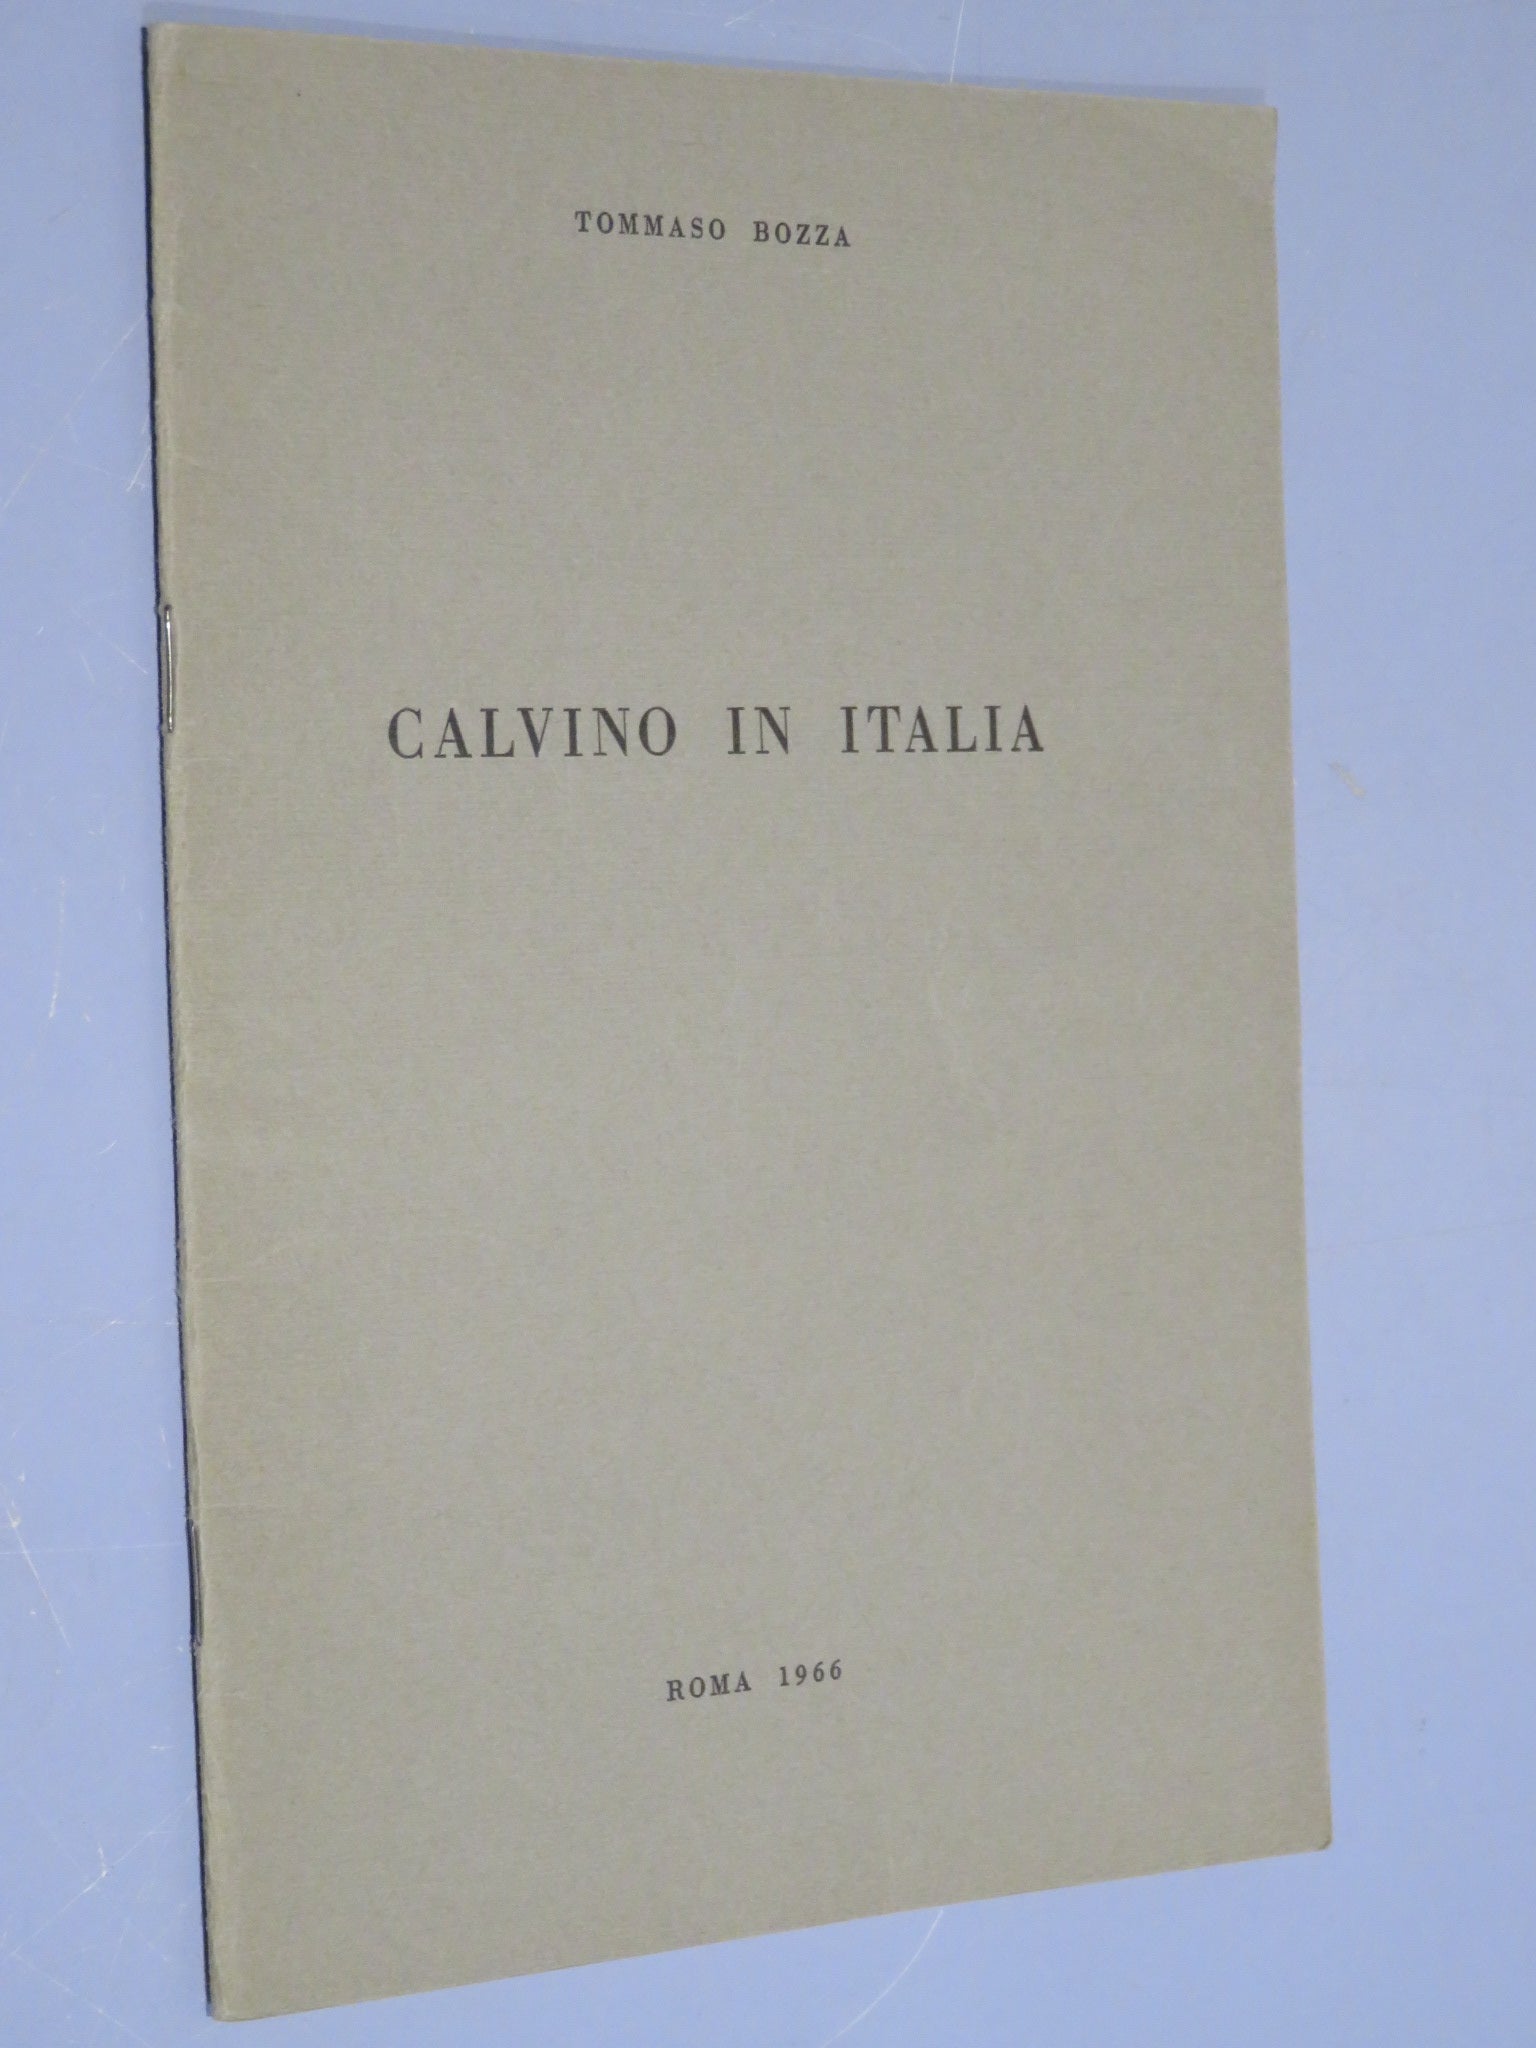 TOMMASO BOZZA
CALVINO IN ITALIA
ROMA 1966